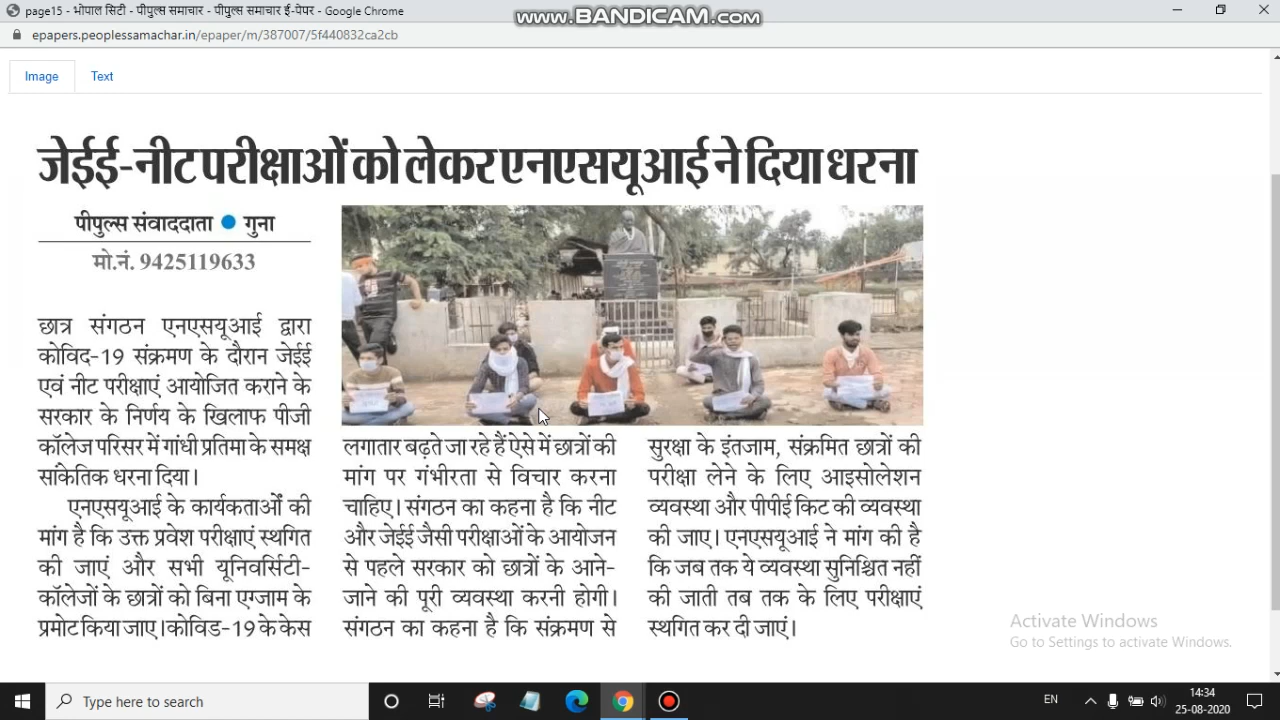 page15 - भोपाल सिटी - पीपुल्स समाचार - पीपुल्स समाचार ई-पेपर - Google Chrome
www.BANDICAM.com
epapers.peoplessamachar.in/epaper/m/387007/5f440832ca2cb
Image Text
जेईई-नीट परीक्षाओं को लेकर एनएसयूआई ने दिया धरना
पीपुल्स संवाददाता ● गुना
मो.नं. 9425119633
छात्र संगठन एनएसयूआई द्वारा
कोविद-19 संक्रमण के दौरान जेईई
एवं नीट परीक्षाएं आयोजित कराने के
सरकार के निर्णय के खिलाफ पीजी
कॉलेज परिसर में गांधी प्रतिमा के समक्ष
सांकेतिक धरना दिया।
एनएसयूआई के कार्यकर्ताओं की
मांग है कि उक्त प्रवेश परीक्षाएं स्थगित
की जाएं और सभी यूनिवर्सिटी-
कॉलेजों के छात्रों को बिना एग्जाम के
प्रमोट किया जाए। कोविड-19 के केस
लगातार बढ़ते जा रहे हैं ऐसे में छात्रों की
मांग पर गंभीरता से विचार करना
चाहिए। संगठन का कहना है कि नीट
और जेईई जैसी परीक्षाओं के आयोजन
से पहले सरकार को छात्रों के आने-
जाने की पूरी व्यवस्था करनी होगी।
संगठन का कहना है कि संक्रमण से
सुरक्षा के इंतजाम, संक्रमित छात्रों की
परीक्षा लेने के लिए आइसोलेशन
व्यवस्था और पीपीई किट की व्यवस्था
की जाए। एनएसयूआई ने मांग की है
कि जब तक ये व्यवस्था सुनिश्चित नहीं
की जाती तब तक के लिए परीक्षाएं
स्थगित कर दी जाएं।
Activate Windows
Go to Settings to activate Windows.
Type here to search
EN
14:34
25-08-2020